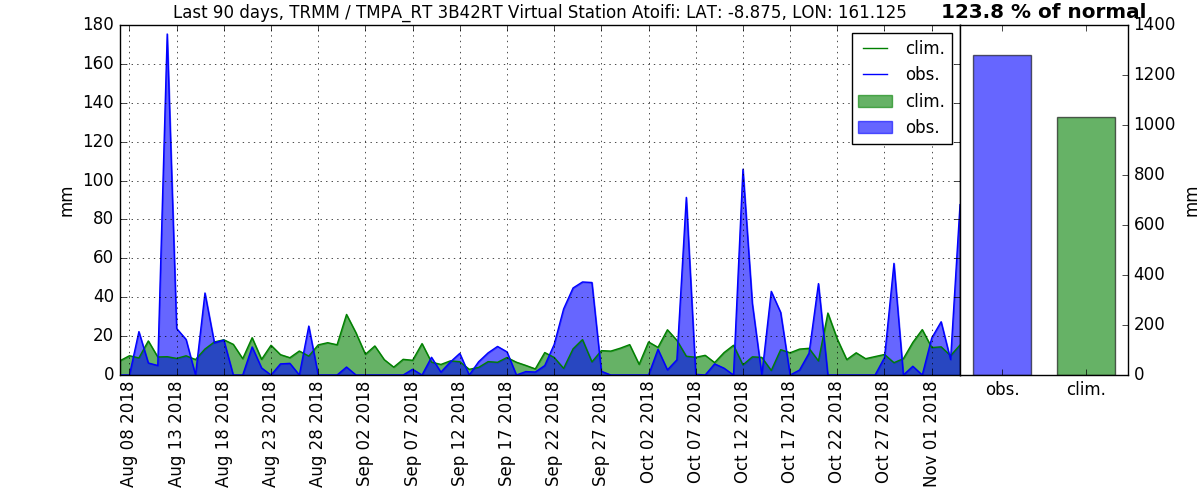 Last 90 days, TRMM / TMPA_RT 3B42RT Virtual Station Atoifi: LAT: -8.875, LON: 161.125
123.8 % of normal
180
160
140
120
100
80
60
40
20
0
mm
clim.
obs.
clim.
obs.
1400
1200
1000
800
600
400
200
0
mm
obs.
clim.
Aug 08 2018
Aug 13 2018
Aug 18 2018
Aug 23 2018
Aug 28 2018
Sep 02 2018
Sep 07 2018
Sep 12 2018
Sep 17 2018
Sep 22 2018
Sep 27 2018
Oct 02 2018
Oct 07 2018
Oct 12 2018
Oct 17 2018
Oct 22 2018
Oct 27 2018
Nov 01 2018